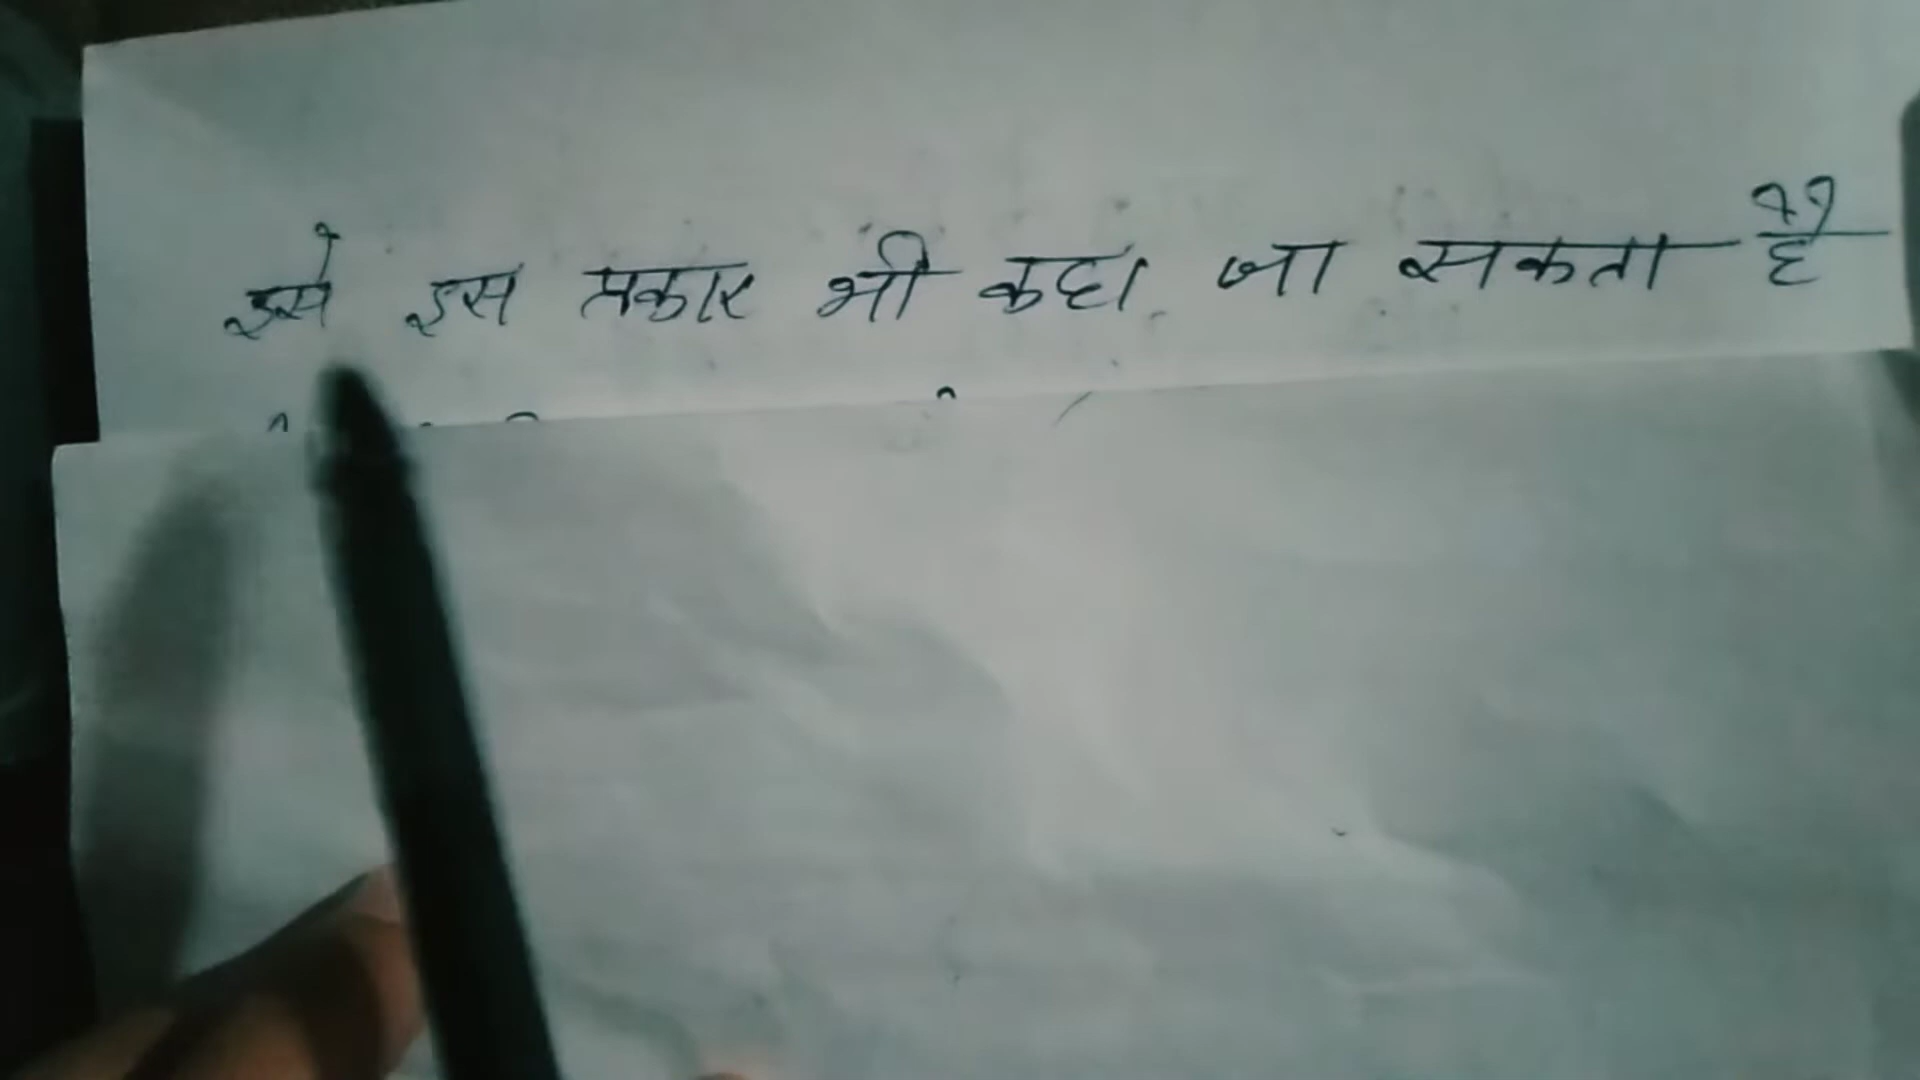 इसे इस प्रकार भी कहा जा सकता है